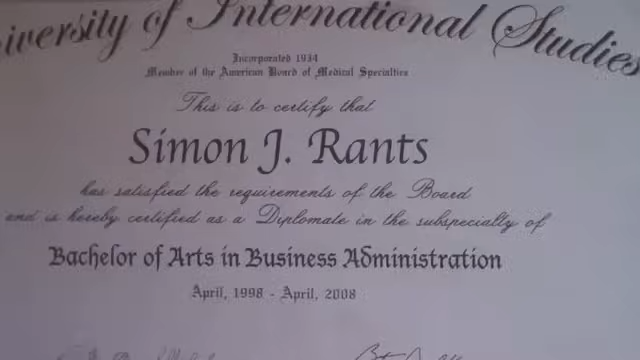 iversity of International Studies
Incorporated 1934
Member of the American Board of Medical Specialties
This is to certify that
Simon J. Rants
has satisfied the requirements of the Board
and is hereby certified as a Diplomate in the subspecialty of
Bachelor of Arts in Business Administration
April, 1998 - April, 2008